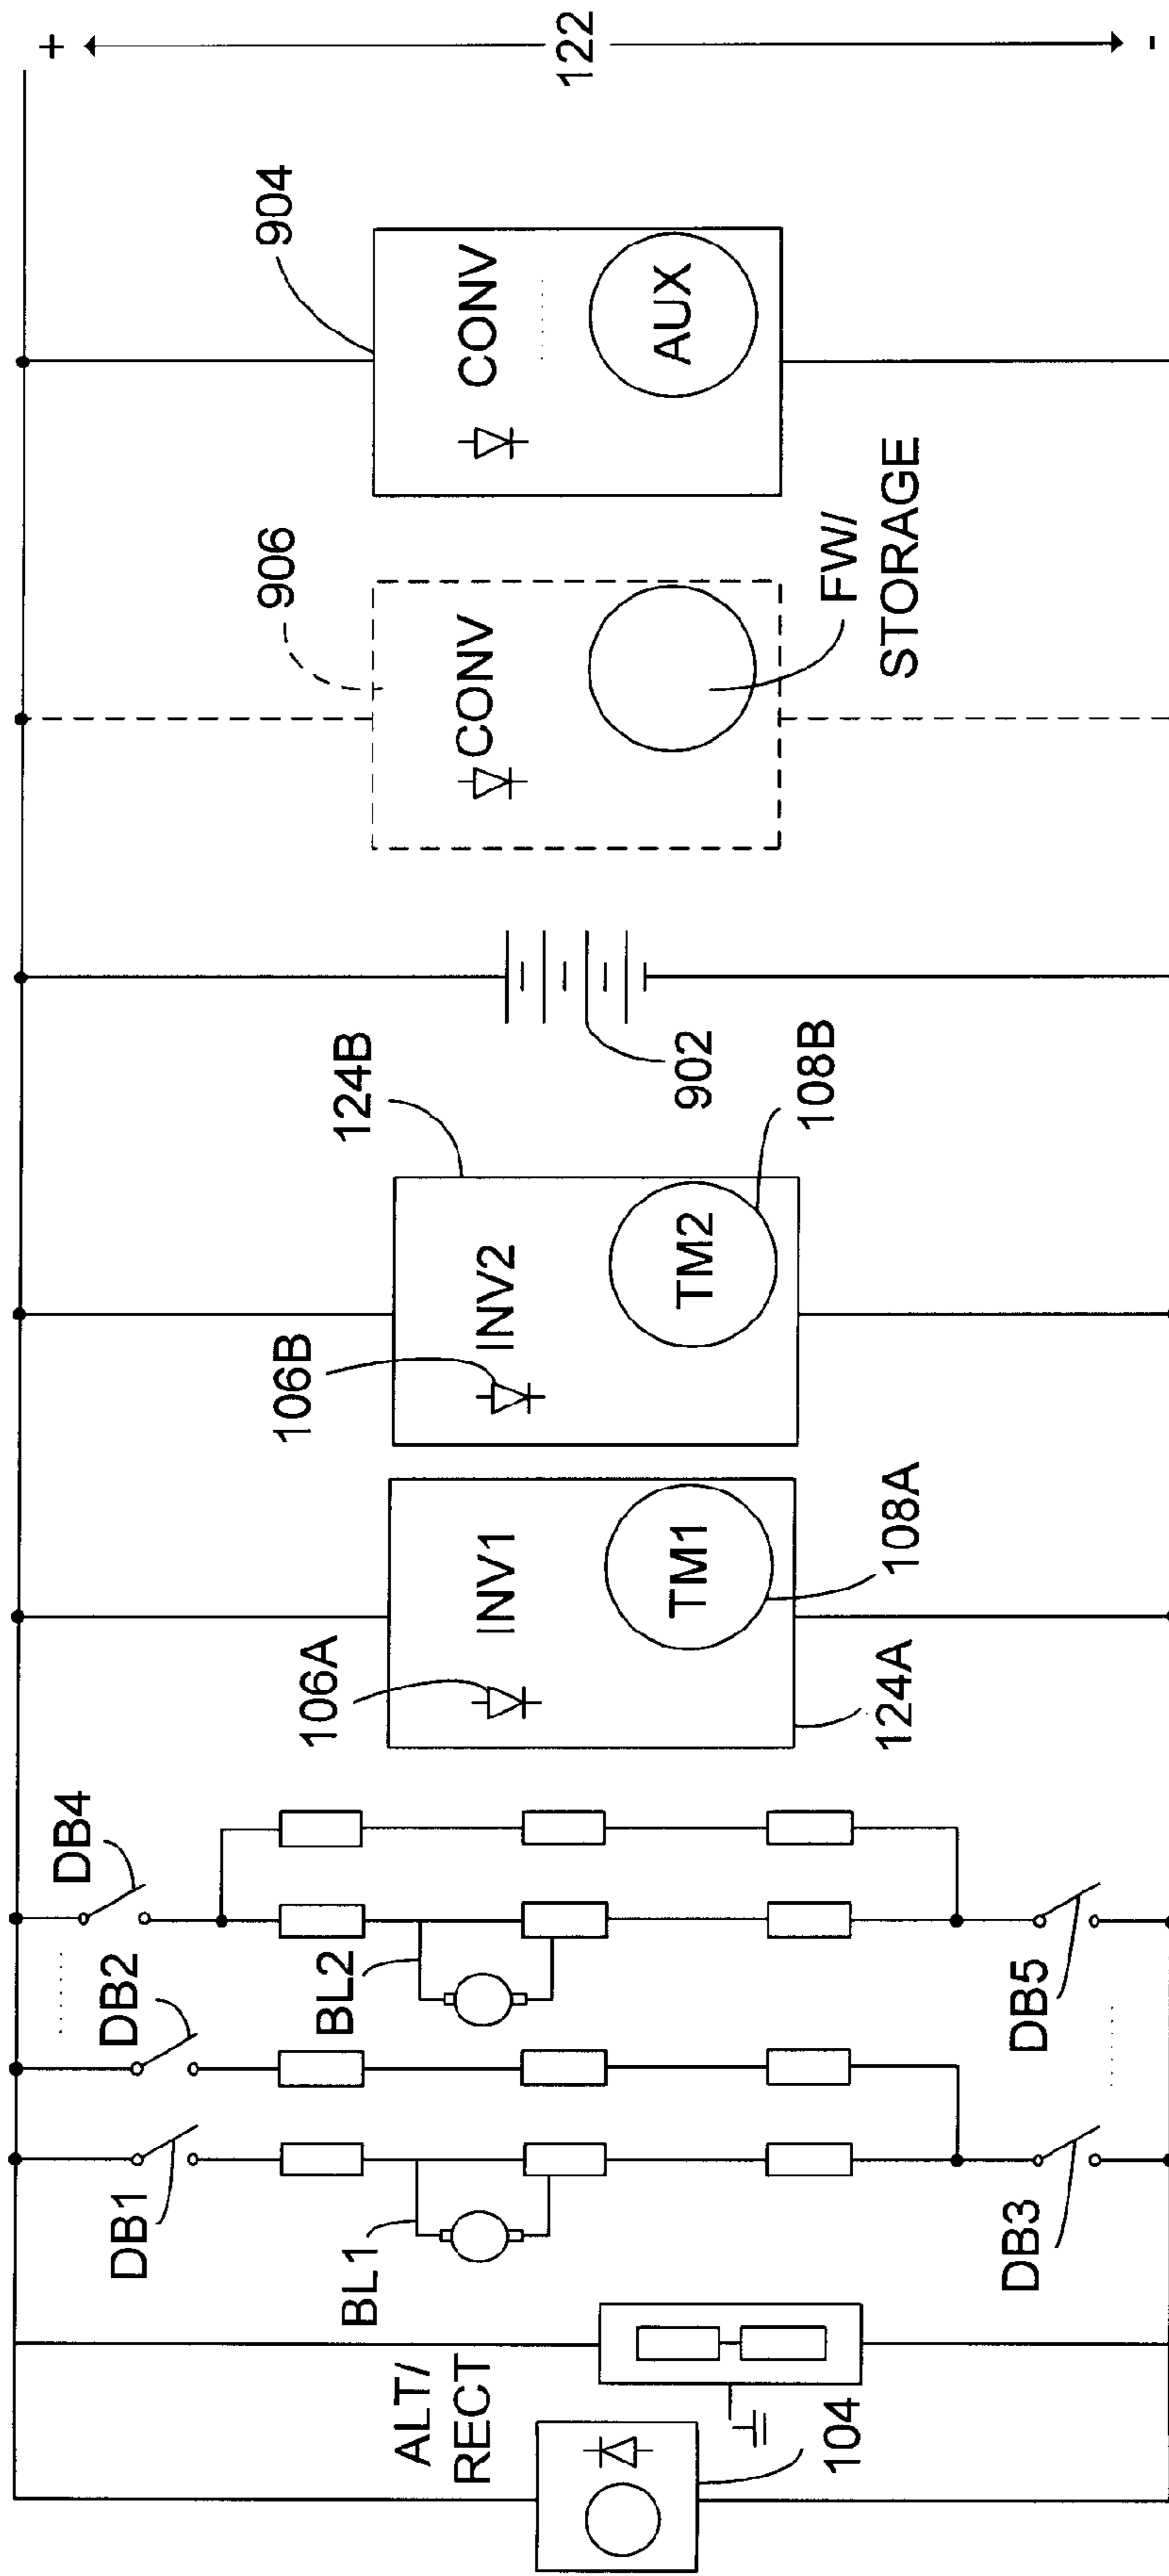 ALT/
RECT
104
BL1
DB1
DB2
DB3
BL2
DB4
DB5
106A
INV1
TM1
108A
124A
106B
INV2
TM2
108B
124B
902
906
CONV
FW/
STORAGE
904
CONV
AUX
+
122
-